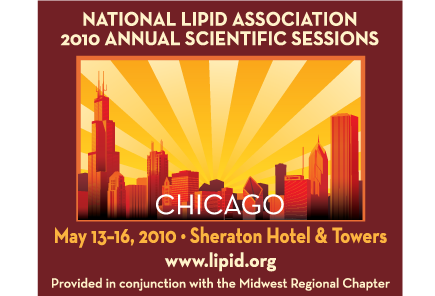 NATIONAL LIPID ASSOCIATION
2010 ANNUAL SCIENTIFIC SESSIONS
CHICAGO
May 13–16, 2010 • Sheraton Hotel & Towers
www.lipid.org
Provided in conjunction with the Midwest Regional Chapter